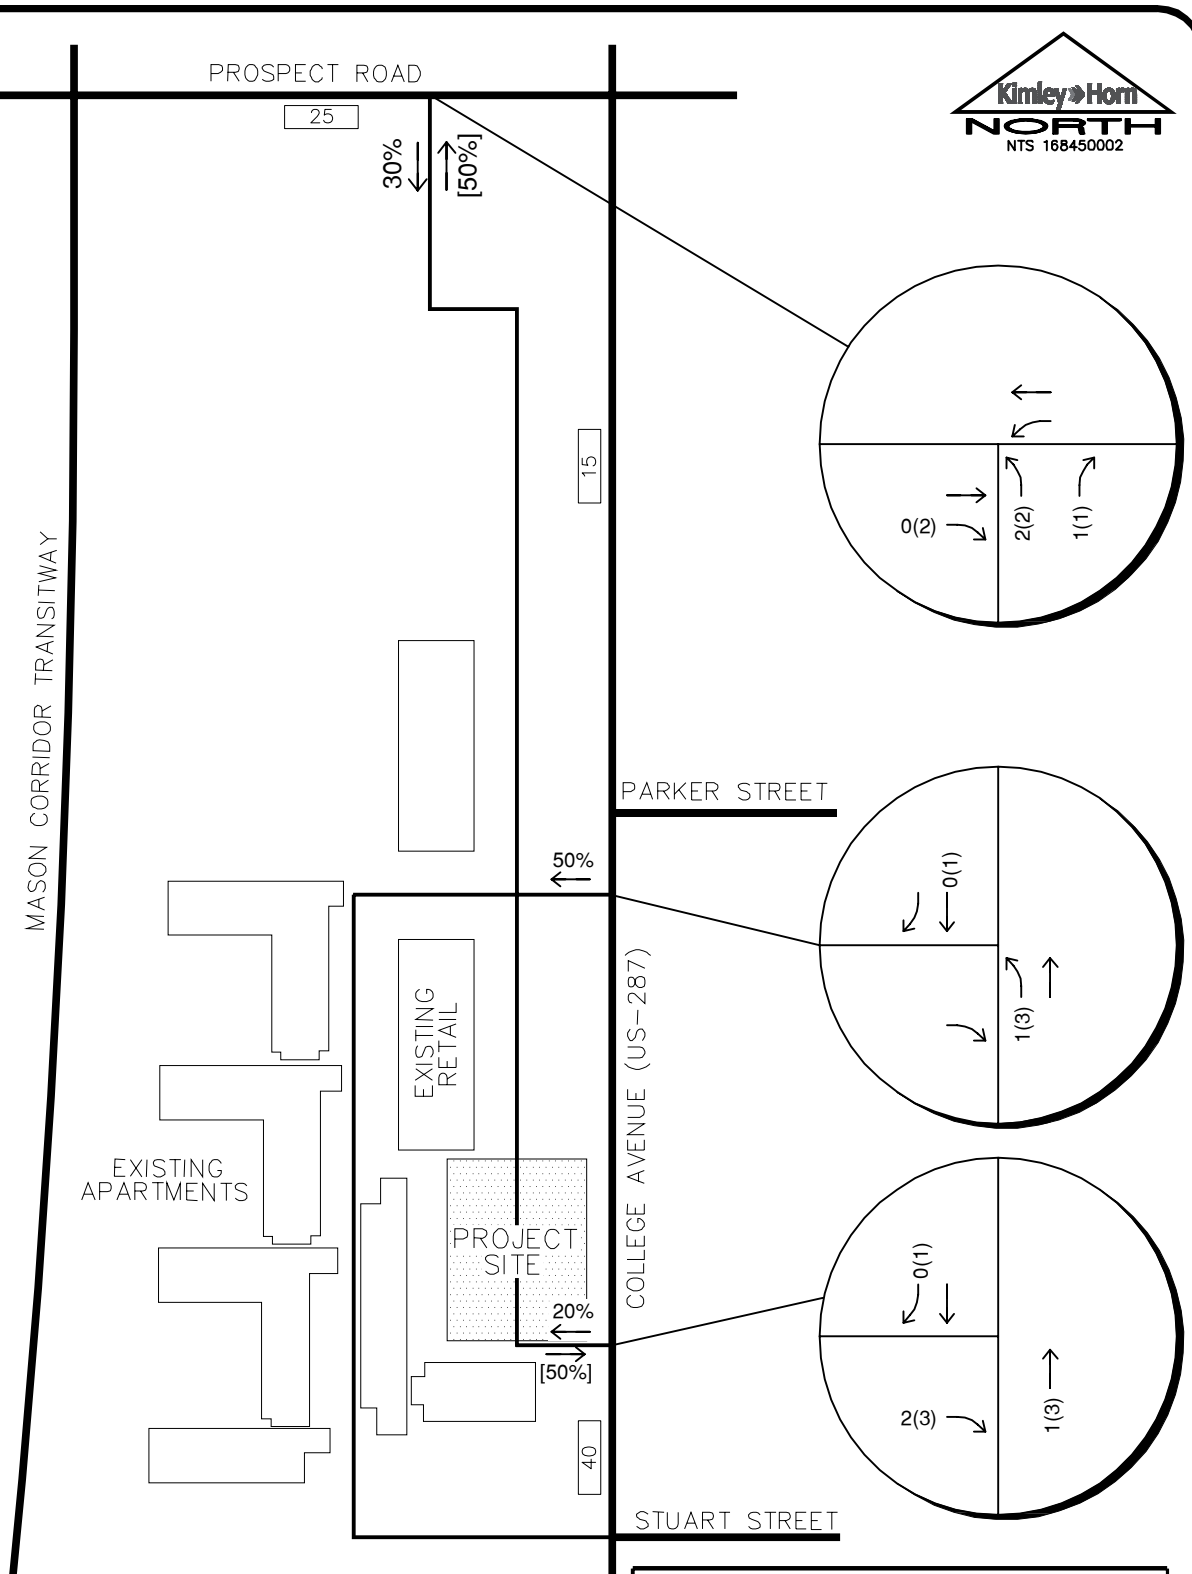 PROSPECT ROAD
Kimley»Horn
NORTH
NTS 168450002
25
30%
[50%]
15
0(2)
2(2)
1(1)
MASON CORRIDOR TRANSITWAY
PARKER STREET
50%
0(1)
1(3)
EXISTING
RETAIL
COLLEGE AVENUE (US-287)
EXISTING
APARTMENTS
PROJECT
SITE
20%
[50%]
0(1)
2(3)
1(3)
40
STUART STREET